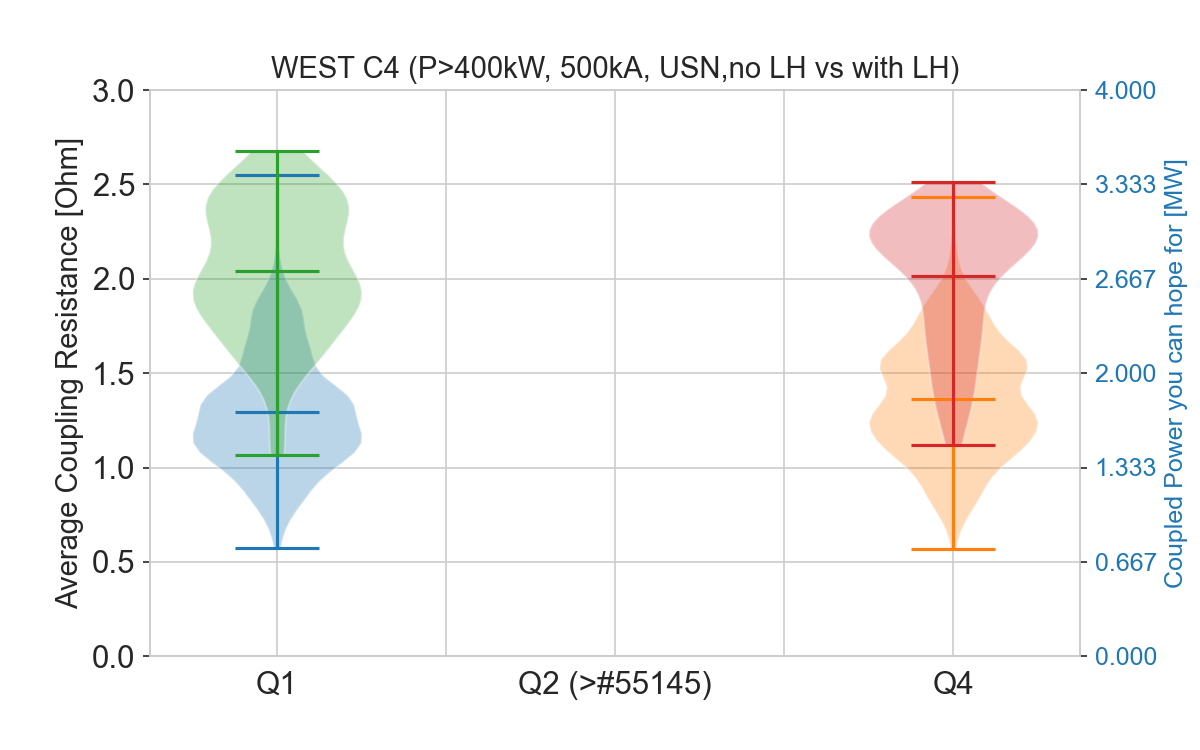 WEST C4 (P>400kW, 500kA, USN,no LH vs with LH)
Average Coupling Resistance [Ohm]
3.0
2.5
2.0
1.5
1.0
0.5
0.0
4.000
3.333
2.667
2.000
1.333
0.667
0.000
Coupled Power you can hope for [MW]
Q1
Q2 (>#55145)
Q4